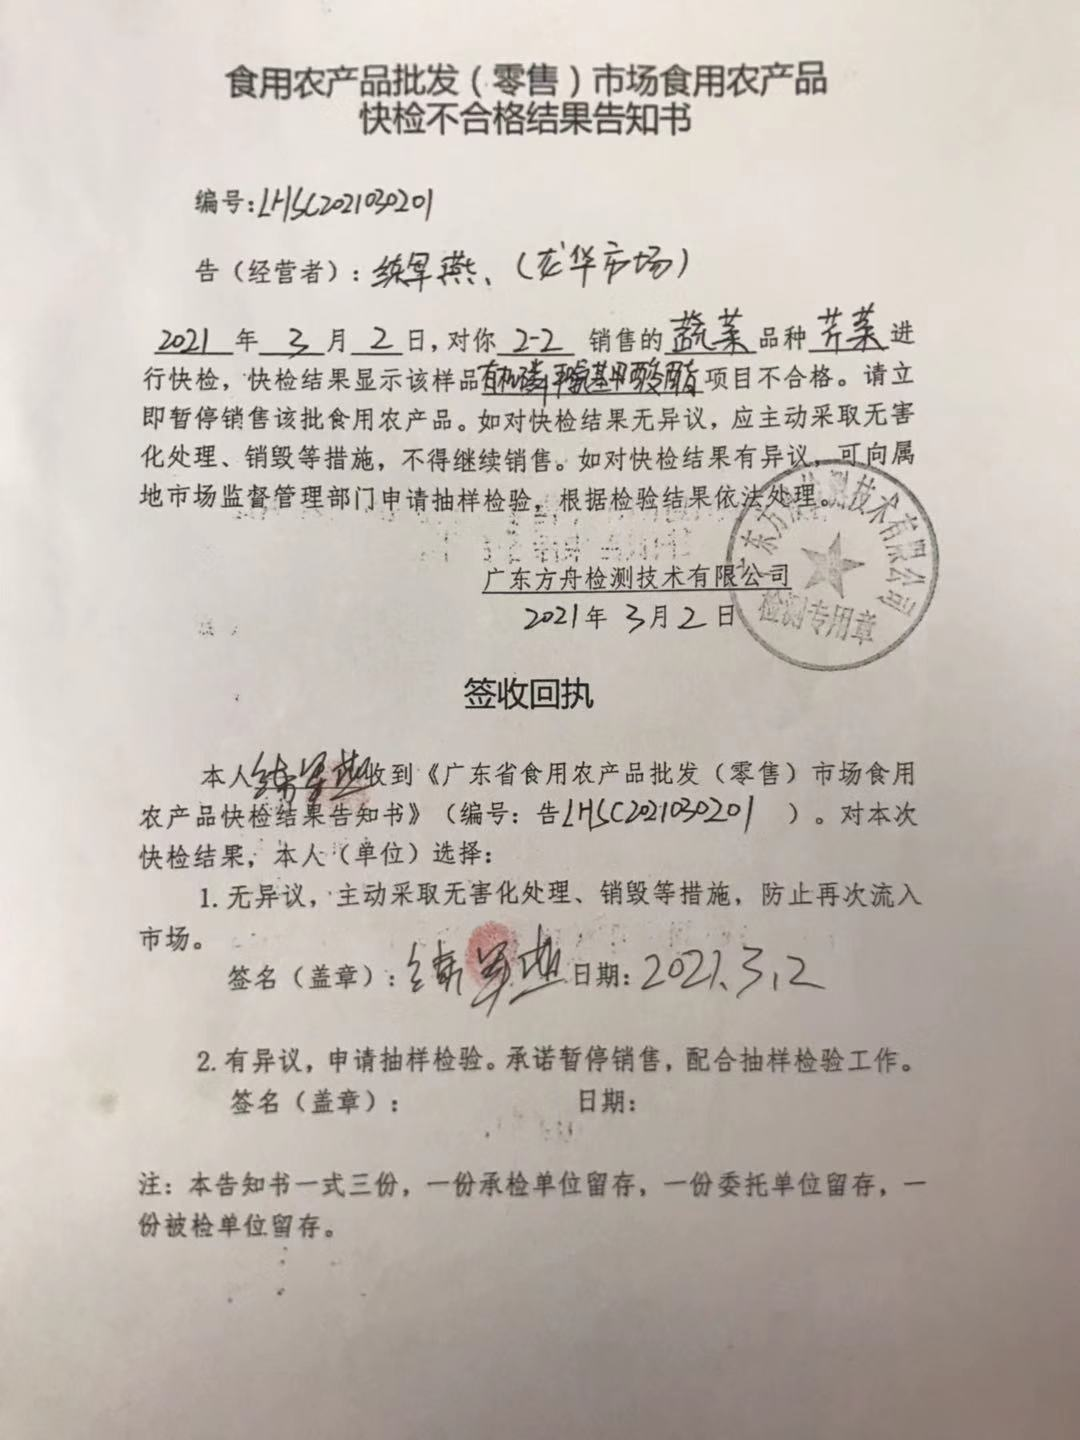 食用农产品批发（零售）市场食用农产品
快检不合格结果告知书
编号：LHSC2021030201
告（经营者）：练军燕、（龙华市场）
2021年3月2日，对你2-2销售的蔬菜品种芹菜进
行快检，快检结果显示该样品有机磷和氨基甲酸酯项目不合格。请立
即暂停销售该批食用农产品。如对快检结果无异议，应主动采取无害
化处理、销毁等措施，不得继续销售。如对快检结果有异议，可向属
地市场监督管理部门申请抽样检验，根据检验结果依法处理。
广东方舟检测技术有限公司
2021年3月2日
广东方舟检测技术有限公司
检测专用章
签收回执
本人练军燕收到《广东省食用农产品批发（零售）市场食用
农产品快检结果告知书》（编号：告LHSC2021030201）。对本次
快检结果，本人（单位）选择：
1.无异议，主动采取无害化处理、销毁等措施，防止再次流入
市场。
签名（盖章）：练军燕 日期：2021.3.2
2.有异议，申请抽样检验。承诺暂停销售，配合抽样检验工作。
签名（盖章）： 日期：
注：本告知书一式三份，一份承检单位留存，一份委托单位留存，一
份被检单位留存。